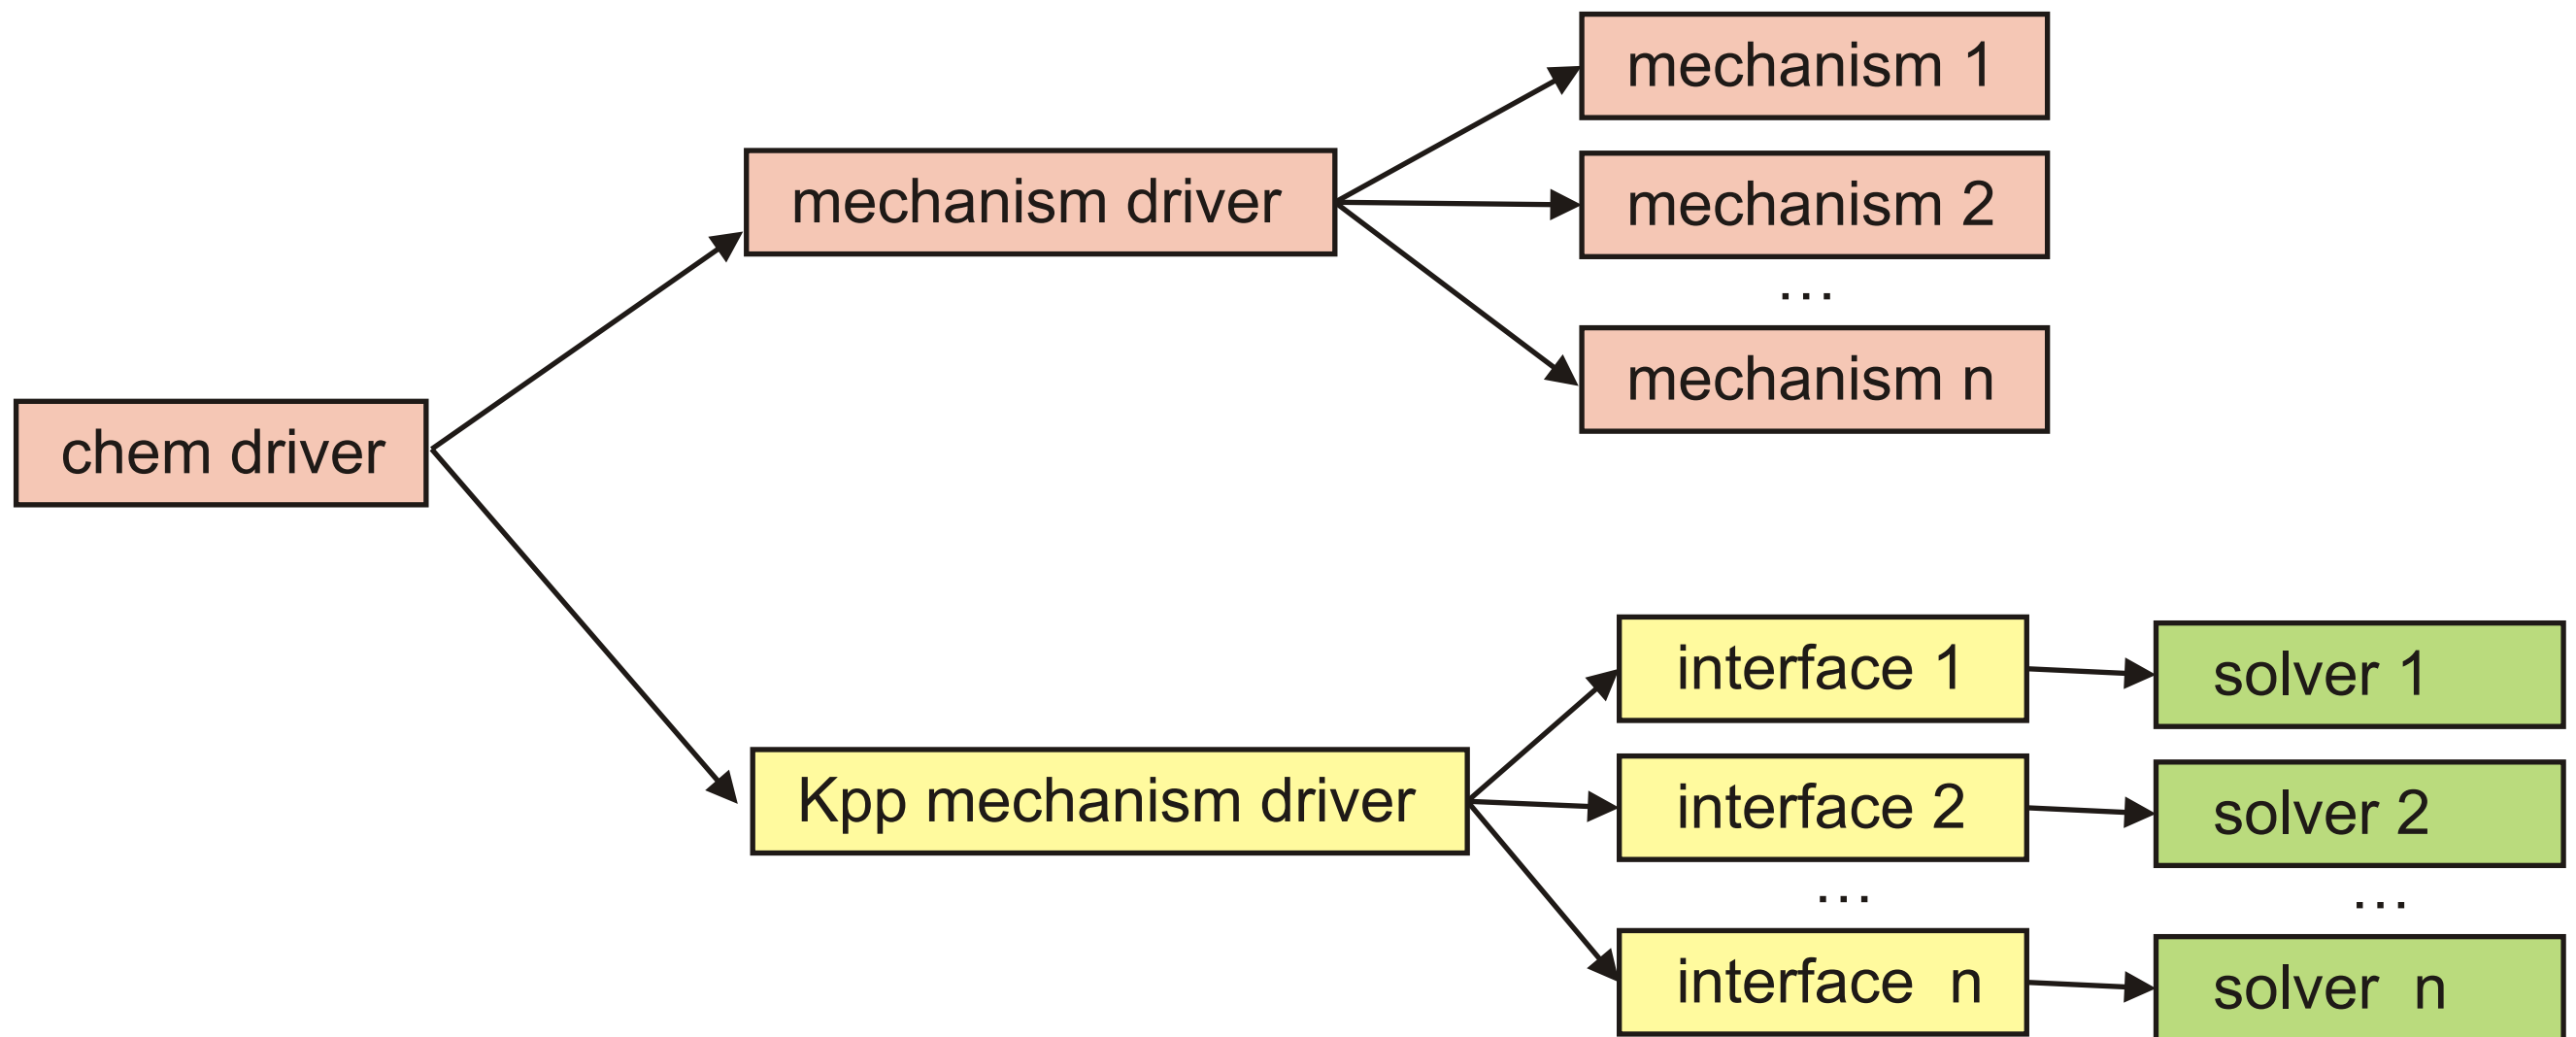 mechanism 1
mechanism driver
mechanism 2
…
mechanism n
chem driver
interface 1
solver 1
Kpp mechanism driver
interface 2
solver 2
…
…
interface  n
solver  n